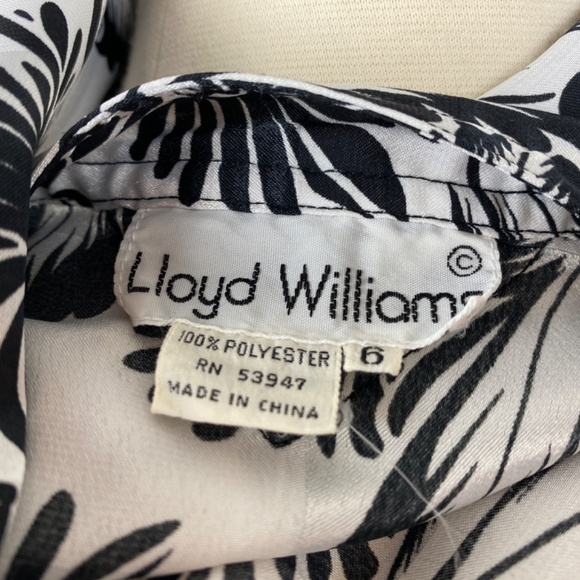 ©
Lloyd Williams
100% POLYESTER
RN 53947
MADE IN CHINA
6